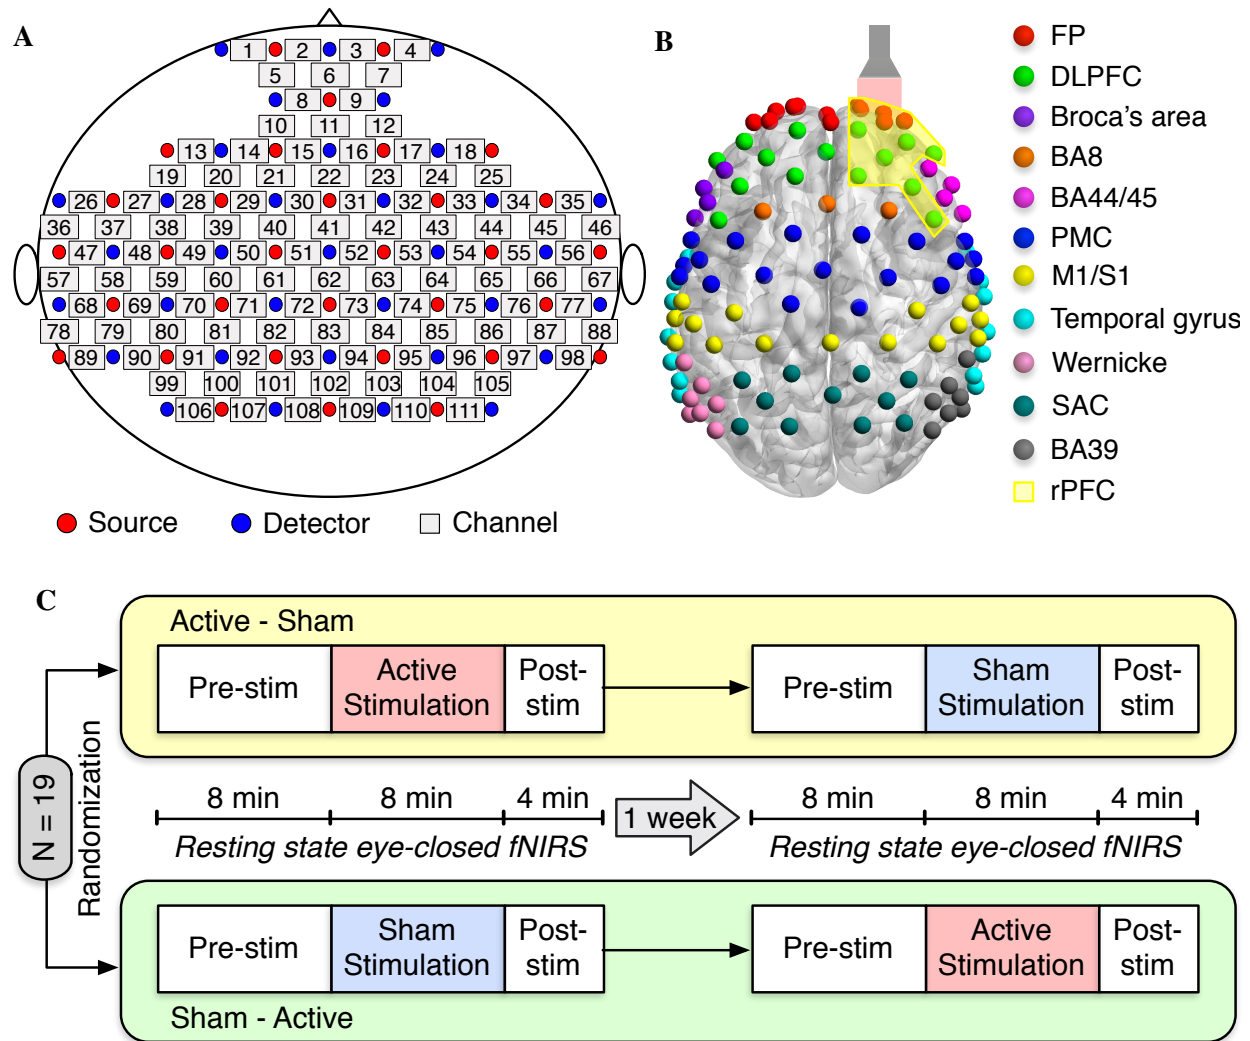 A
1 2 3 4
5 6 7
8 9
10 11 12
13 14 15 16 17 18
19 20 21 22 23 24 25
26 27 28 29 30 31 32 33 34 35
36 37 38 39 40 41 42 43 44 45 46
47 48 49 50 51 52 53 54 55 56
57 58 59 60 61 62 63 64 65 66 67
68 69 70 71 72 73 74 75 76 77
78 79 80 81 82 83 84 85 86 87 88
89 90 91 92 93 94 95 96 97 98
99 100 101 102 103 104 105
106 107 108 109 110 111
Source Detector Channel
B
FP
DLPFC
Broca's area
BA8
BA44/45
PMC
M1/S1
Temporal gyrus
Wernicke
SAC
BA39
rPFC
C
N = 19
Randomization
Active - Sham
Pre-stim
Active
Stimulation
Post-
stim
Pre-stim
Sham
Stimulation
Post-
stim
8 min 8 min 4 min
Resting state eye-closed fNIRS
1 week
8 min 8 min 4 min
Resting state eye-closed fNIRS
Pre-stim
Sham
Stimulation
Post-
stim
Pre-stim
Active
Stimulation
Post-
stim
Sham - Active